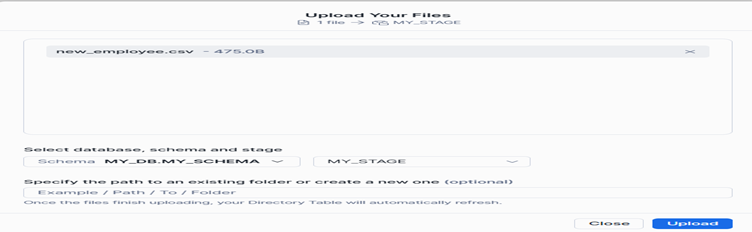 Upload Your Files
1 file → MY_STAGE
new_employee.csv - 475.0B
Select database, schema and stage
Schema MY_DB.MY_SCHEMA
MY_STAGE
Specify the path to an existing folder or create a new one (optional)
Example / Path / To / Folder
Once the files finish uploading, your Directory Table will automatically refresh.
Close
Upload